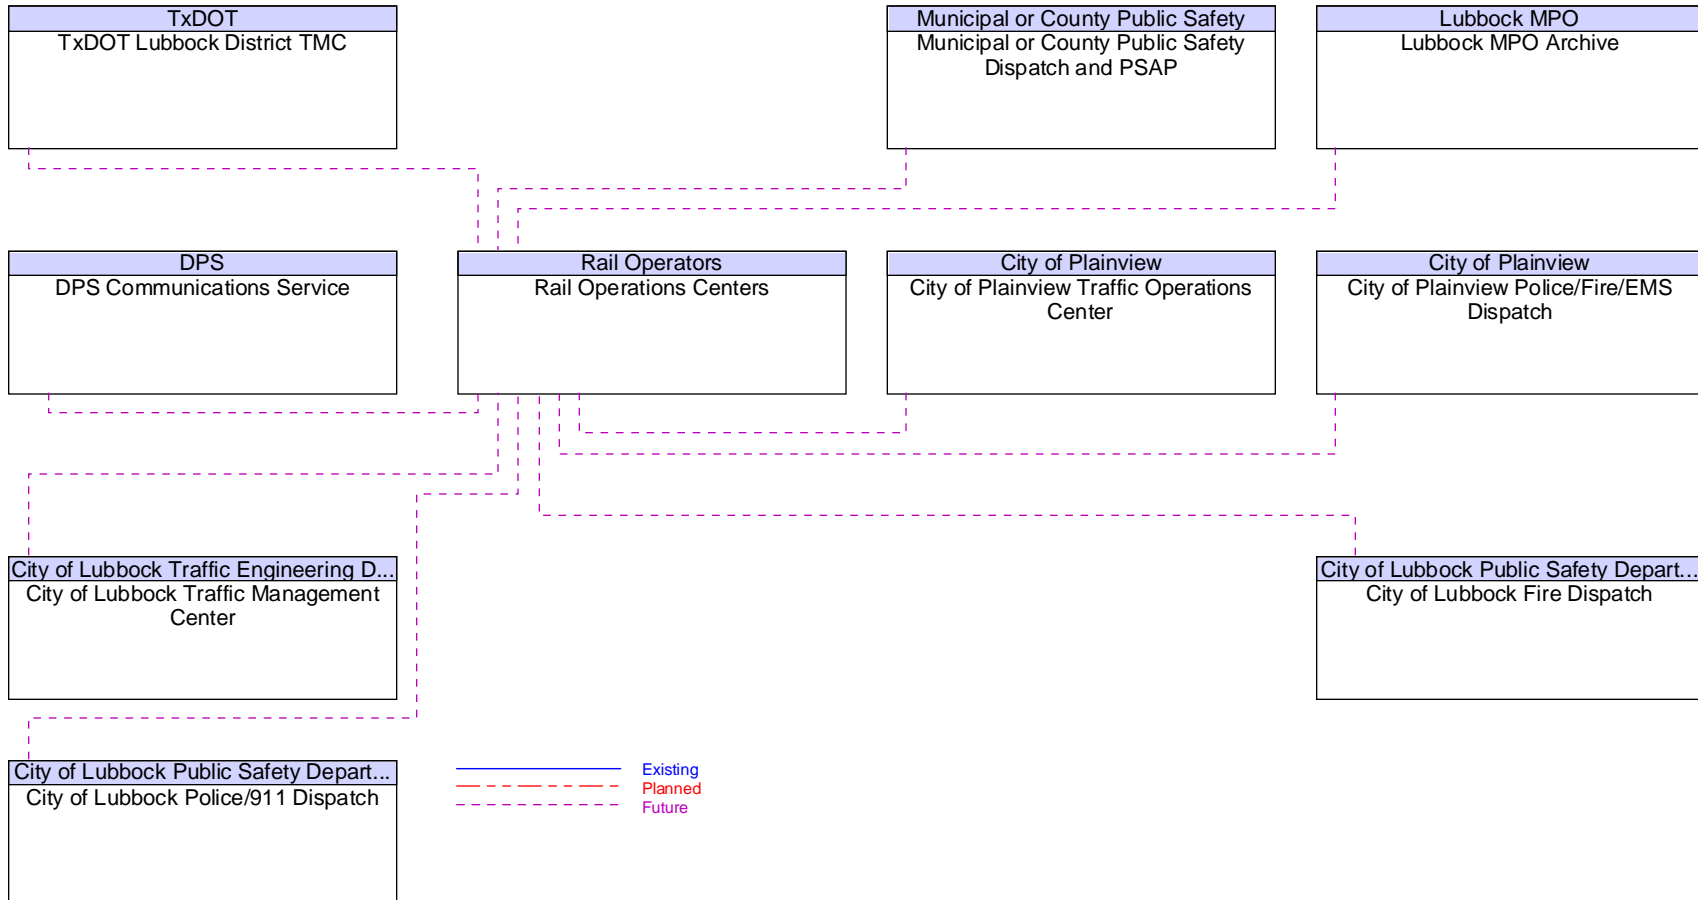 TxDOT
TxDOT Lubbock District TMC
Municipal or County Public Safety
Municipal or County Public Safety
Dispatch and PSAP
Lubbock MPO
Lubbock MPO Archive
DPS
DPS Communications Service
Rail Operators
Rail Operations Centers
City of Plainview
City of Plainview Traffic Operations
Center
City of Plainview
City of Plainview Police/Fire/EMS
Dispatch
City of Lubbock Traffic Engineering D...
City of Lubbock Traffic Management
Center
City of Lubbock Public Safety Depart...
City of Lubbock Fire Dispatch
City of Lubbock Public Safety Depart...
City of Lubbock Police/911 Dispatch
Existing
Planned
Future